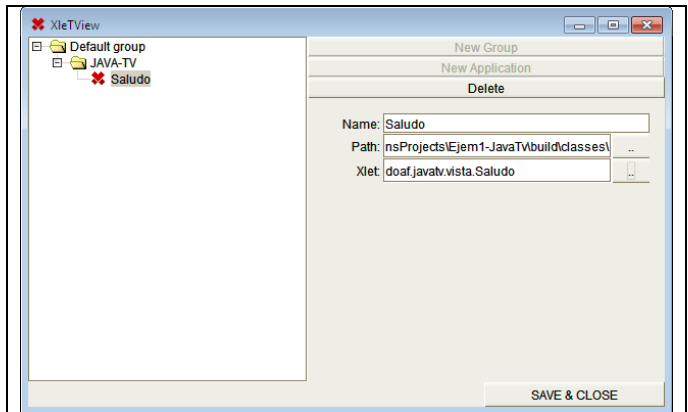 XleTView
Default group
JAVA-TV
Saludo
New Group
New Application
Delete
Name: Saludo
Path: nsProjects\Ejem1-JavaTv\build\classes\ ..
Xlet: doaf.javatv.vista.Saludo ..
SAVE & CLOSE